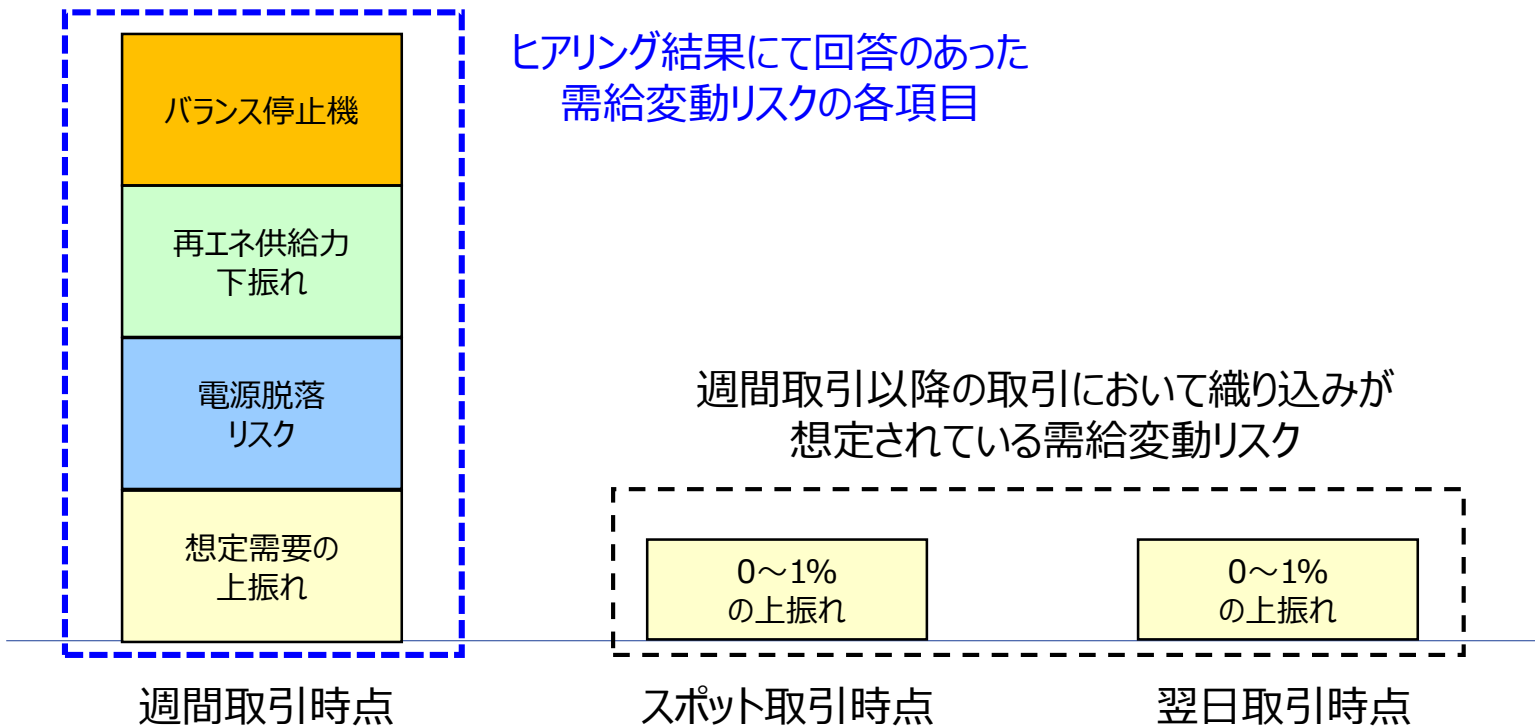 ヒアリング結果にて回答のあった
需給変動リスクの各項目
バランス停止機
再エネ供給力
下振れ
電源脱落
リスク
想定需要の
上振れ
週間取引以降の取引において織り込みが
想定されている需給変動リスク
0～1%
の上振れ
0～1%
の上振れ
週間取引時点
スポット取引時点
翌日取引時点